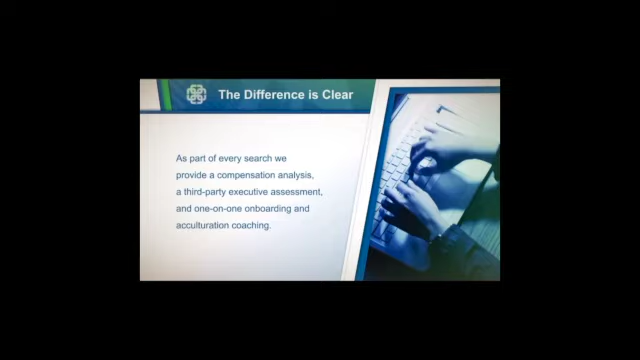 The Difference is Clear
As part of every search we
provide a compensation analysis,
a third-party executive assessment,
and one-on-one onboarding and
acculturation coaching.